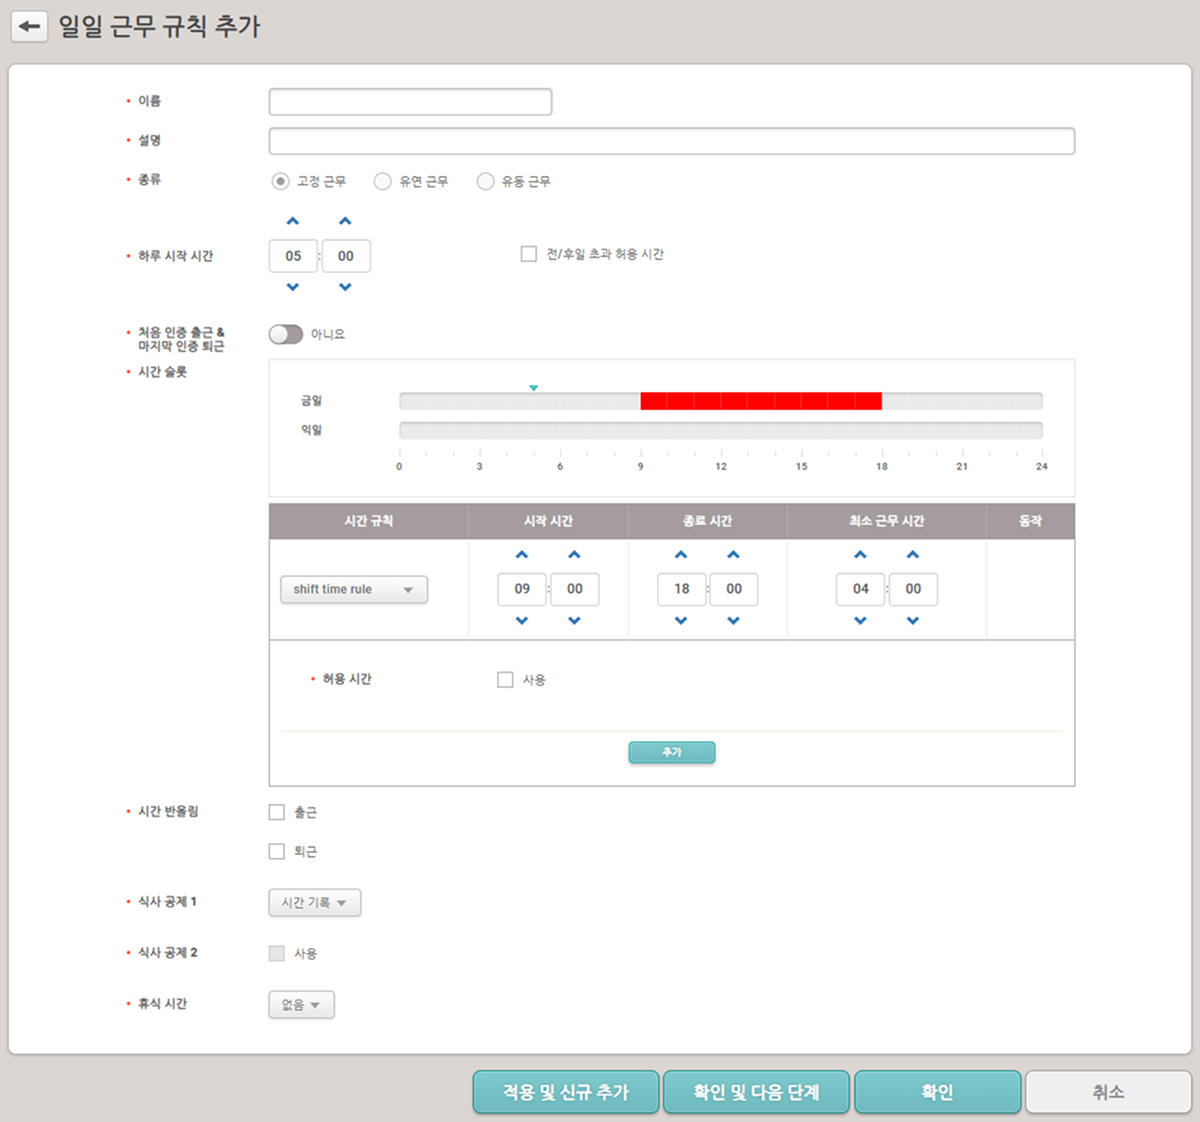 일일 근무 규칙 추가
이름
설명
종류
고정 근무 유연 근무 유동 근무
하루 시작 시간
05 : 00
전/후일 초과 허용 시간
처음 인증 출근 &
마지막 인증 퇴근
아니요
시간 슬롯
금일
익일
0 3 6 9 12 15 18 21 24
시간 규칙 시작 시간 종료 시간 최소 근무 시간 동작
shift time rule 09 : 00 18 : 00 04 : 00
허용 시간 사용
추가
시간 반올림 출근
퇴근
식사 공제 1 시간 기록
식사 공제 2 사용
휴식 시간 없음
적용 및 신규 추가 확인 및 다음 단계 확인 취소